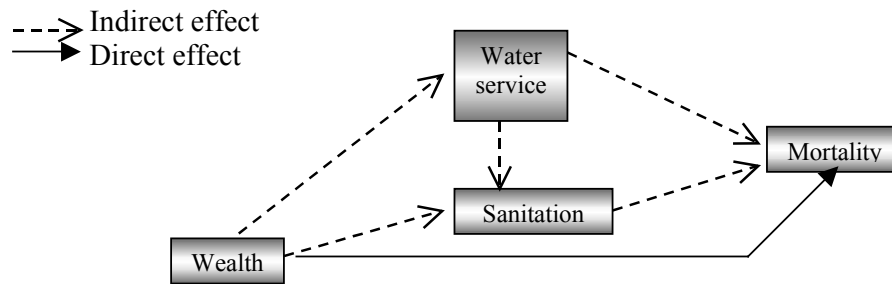 Indirect effect
Direct effect
Water
service
Mortality
Sanitation
Wealth